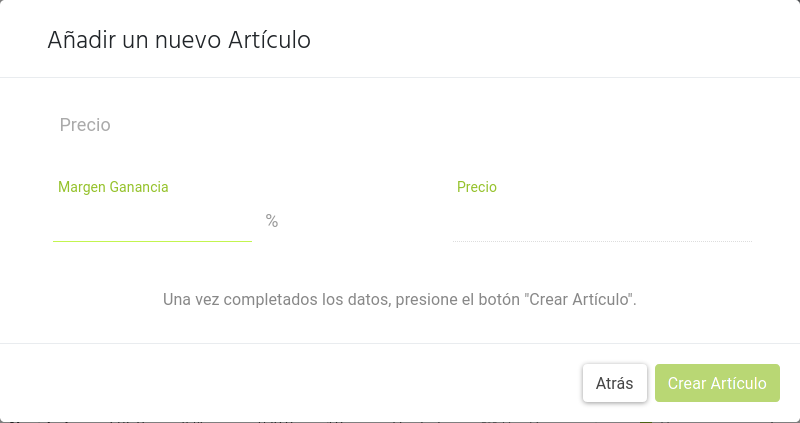 Añadir un nuevo Artículo
Precio
Margen Ganancia
Precio
%
Una vez completados los datos, presione el botón "Crear Artículo".
Atrás
Crear Artículo